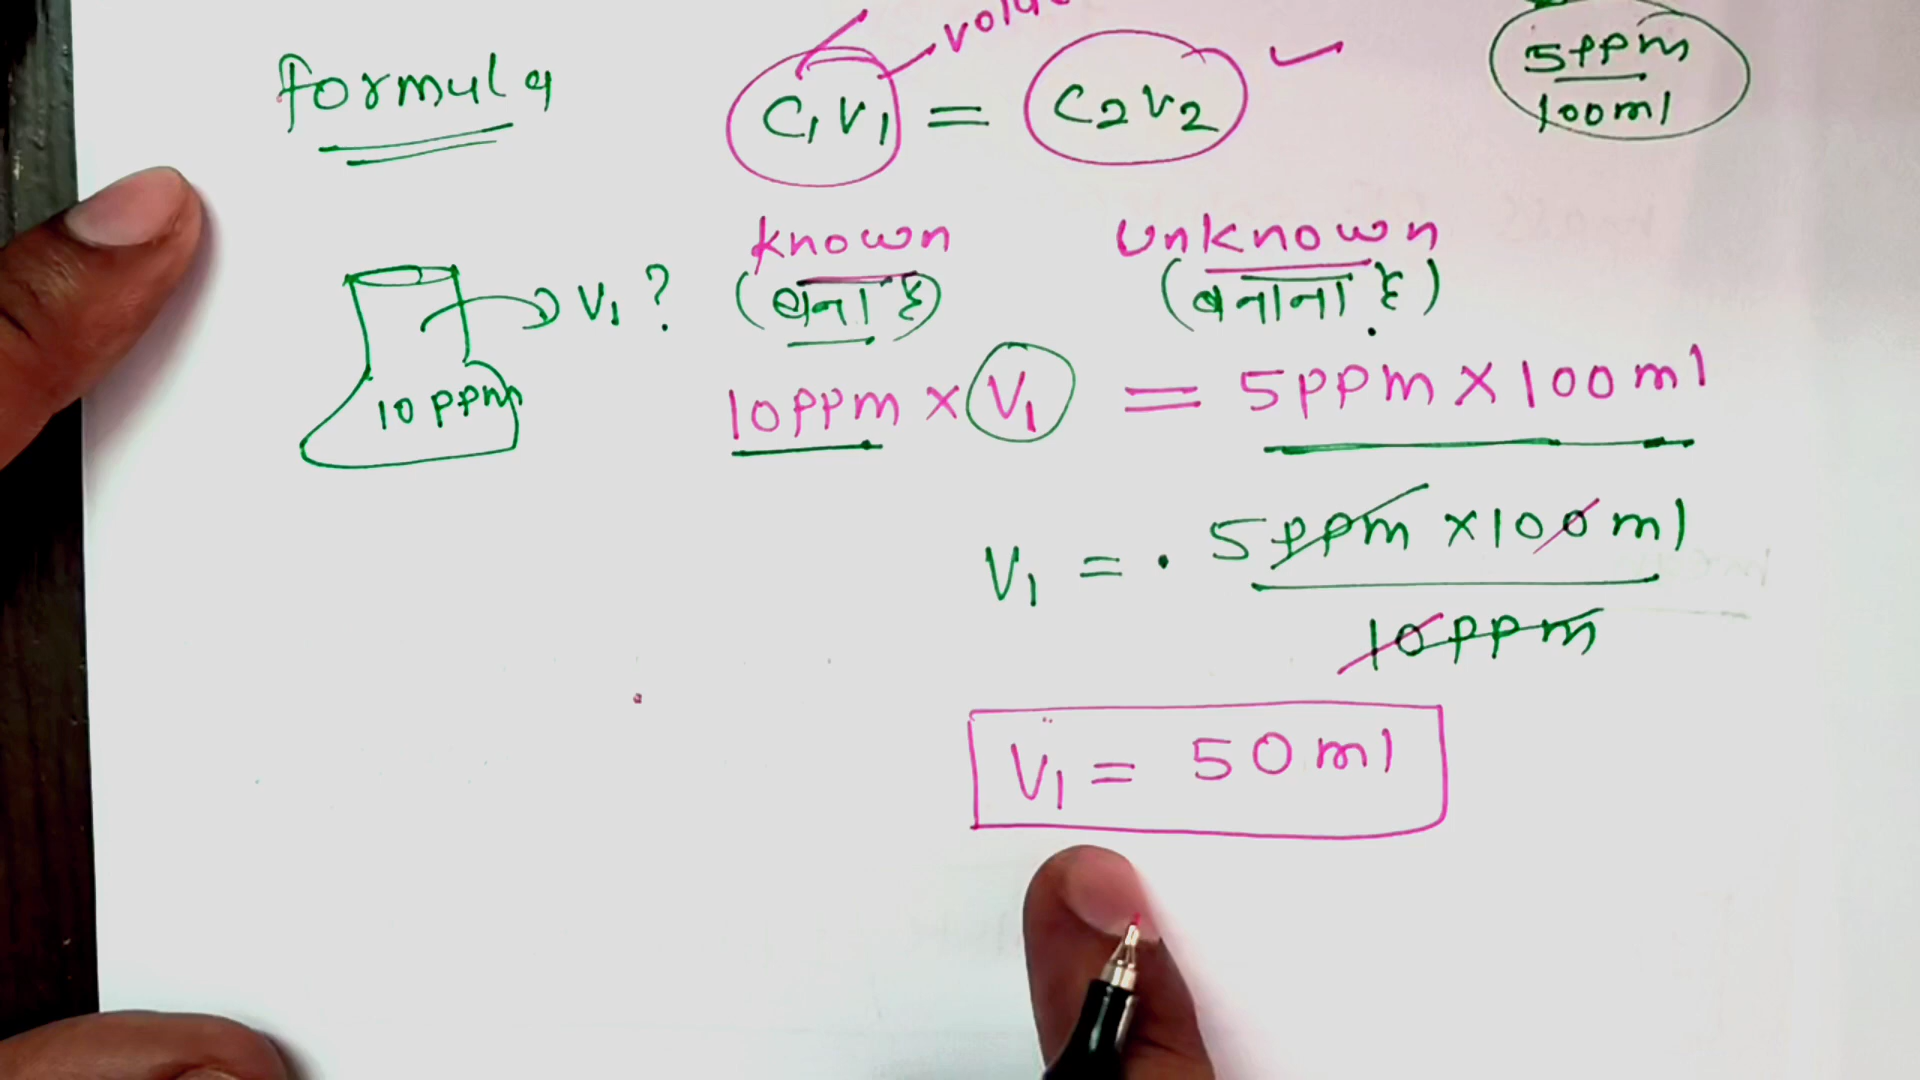 formula
C1V1 = C2V2
5ppm
100ml
known
unknown
(बना है)
(बनाना है)
V1 ?
10 ppm
10ppm × V1 = 5ppm × 100ml
V1 = . 5ppm × 100ml
10ppm
V1 = 50ml